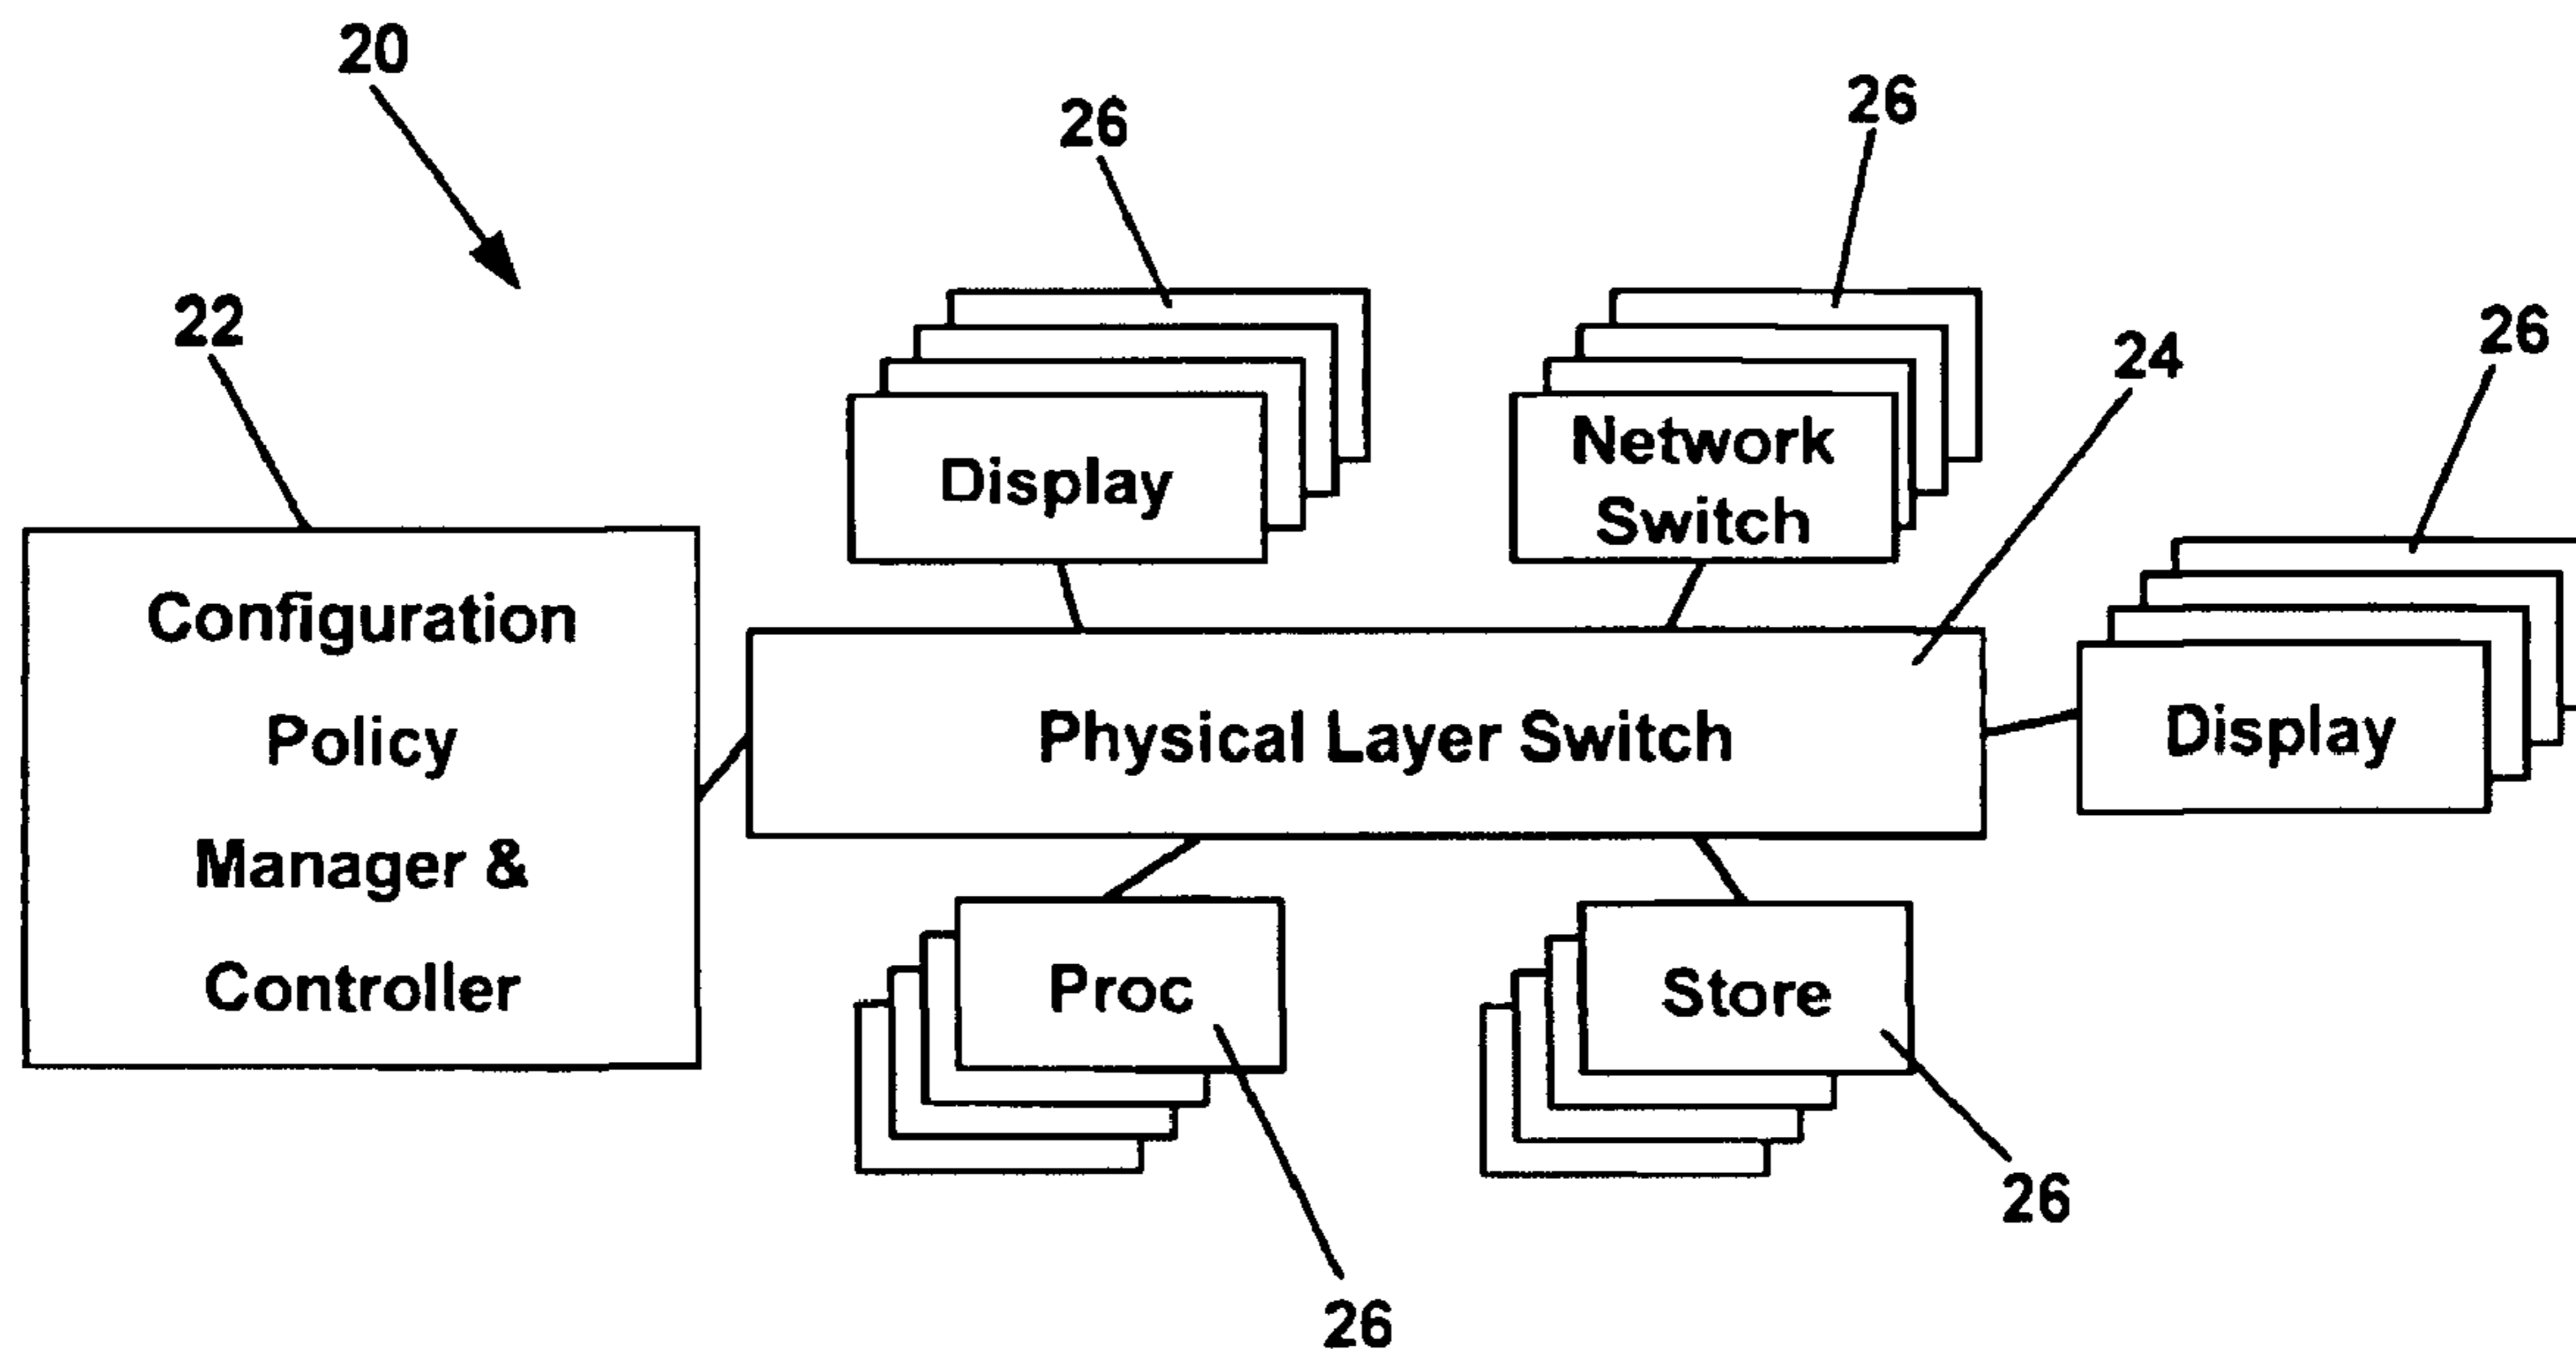 20
26
26
22
24
26
Display
Network
Switch
Configuration
Policy
Manager &
Controller
Physical Layer Switch
Display
Proc
Store
26
26